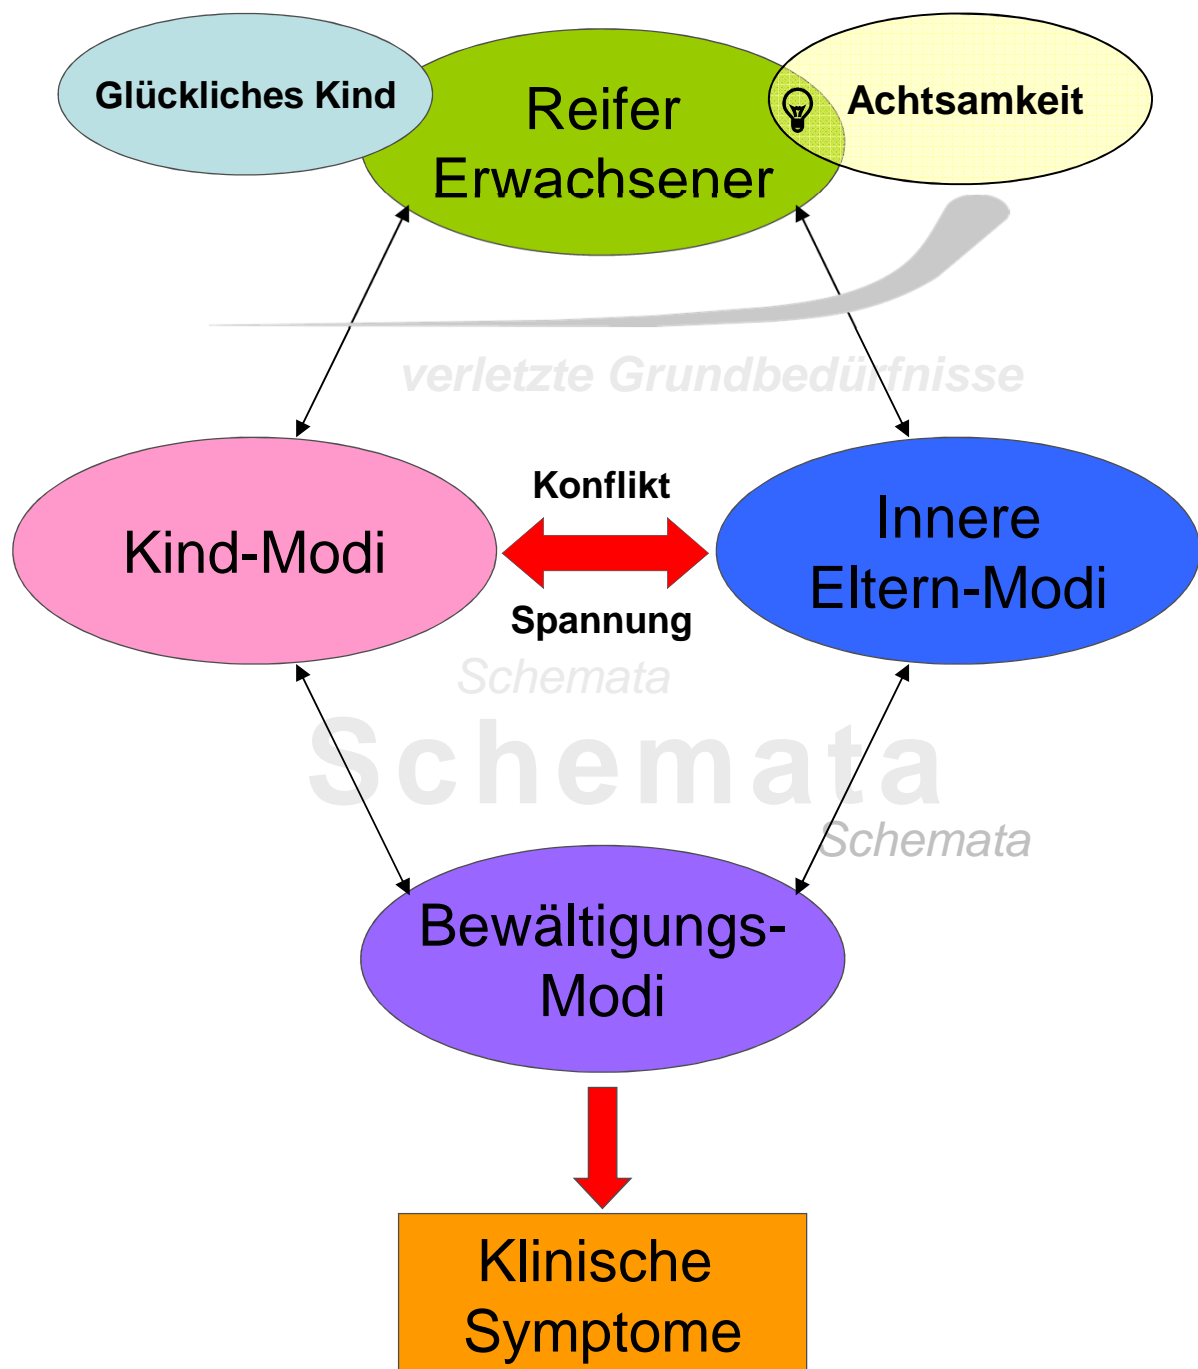 Glückliches Kind
Reifer
Erwachsener
Achtsamkeit
verletzte Grundbedürfnisse
Konflikt
Kind-Modi
Innere
Eltern-Modi
Spannung
Schemata
Schemata
Schemata
Bewältigungs-
Modi
Klinische
Symptome